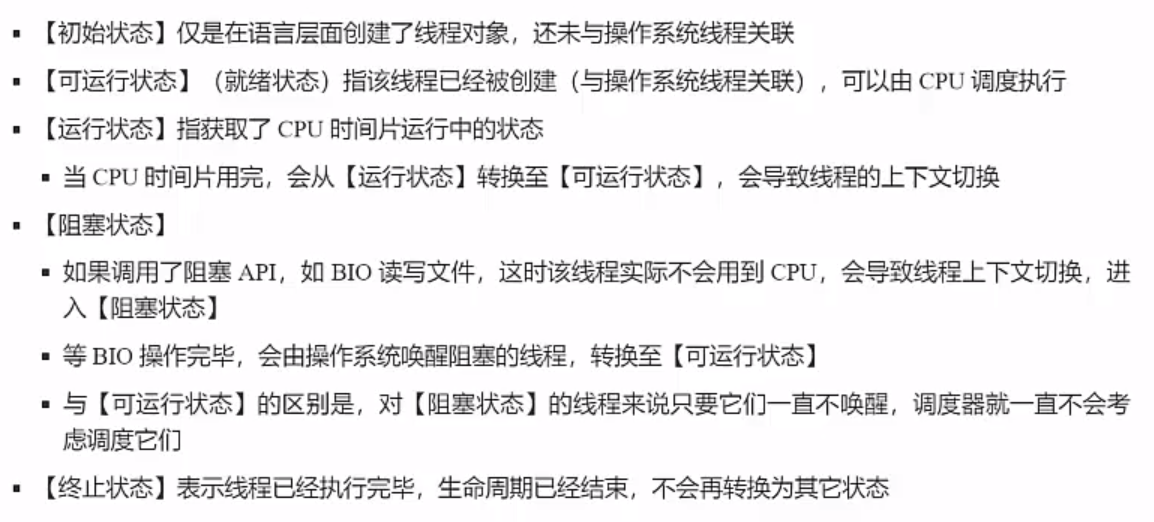 ▪ 【初始状态】仅是在语言层面创建了线程对象，还未与操作系统线程关联
▪ 【可运行状态】（就绪状态）指该线程已经被创建（与操作系统线程关联），可以由 CPU 调度执行
▪ 【运行状态】指获取了 CPU 时间片运行中的状态
▪ 当 CPU 时间片用完，会从【运行状态】转换至【可运行状态】，会导致线程的上下文切换
▪ 【阻塞状态】
▪ 如果调用了阻塞 API，如 BIO 读写文件，这时该线程实际不会用到 CPU，会导致线程上下文切换，进
入【阻塞状态】
▪ 等 BIO 操作完毕，会由操作系统唤醒阻塞的线程，转换至【可运行状态】
▪ 与【可运行状态】的区别是，对【阻塞状态】的线程来说只要它们一直不唤醒，调度器就一直不会考
虑调度它们
▪ 【终止状态】表示线程已经执行完毕，生命周期已经结束，不会再转换为其它状态